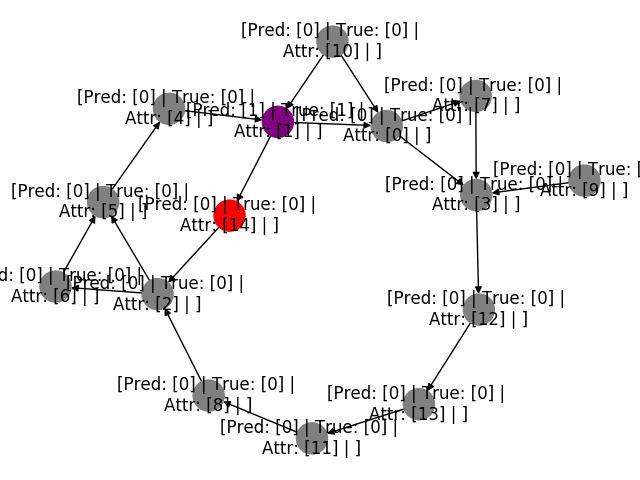 [Pred: [0] | True: [0] |
Attr: [10] | ]
[Pred: [0] | True: [0] |
Attr: [7] | ]
[Pred: [0] | True: [0] |
Attr: [4] | ]
[Pred: [1] | True: [1] |
Attr: [1] | ]
[Pred: [0] | True: [0] |
Attr: [0] | ]
[Pred: [0] | True: [
Attr: [9] | ]
[Pred: [0] | True: [0] |
Attr: [3] | ]
[Pred: [0] | True: [0] |
Attr: [5] | ]
[Pred: [0] | True: [0] |
Attr: [14] | ]
d: [0] | True: [0] |
Attr: [6] | ]
[Pred: [0] | True: [0] |
Attr: [2] | ]
[Pred: [0] | True: [0] |
Attr: [12] | ]
[Pred: [0] | True: [0] |
Attr: [8] | ]
[Pred: [0] | True: [0] |
Attr: [13] | ]
[Pred: [0] | True: [0] |
Attr: [11] | ]